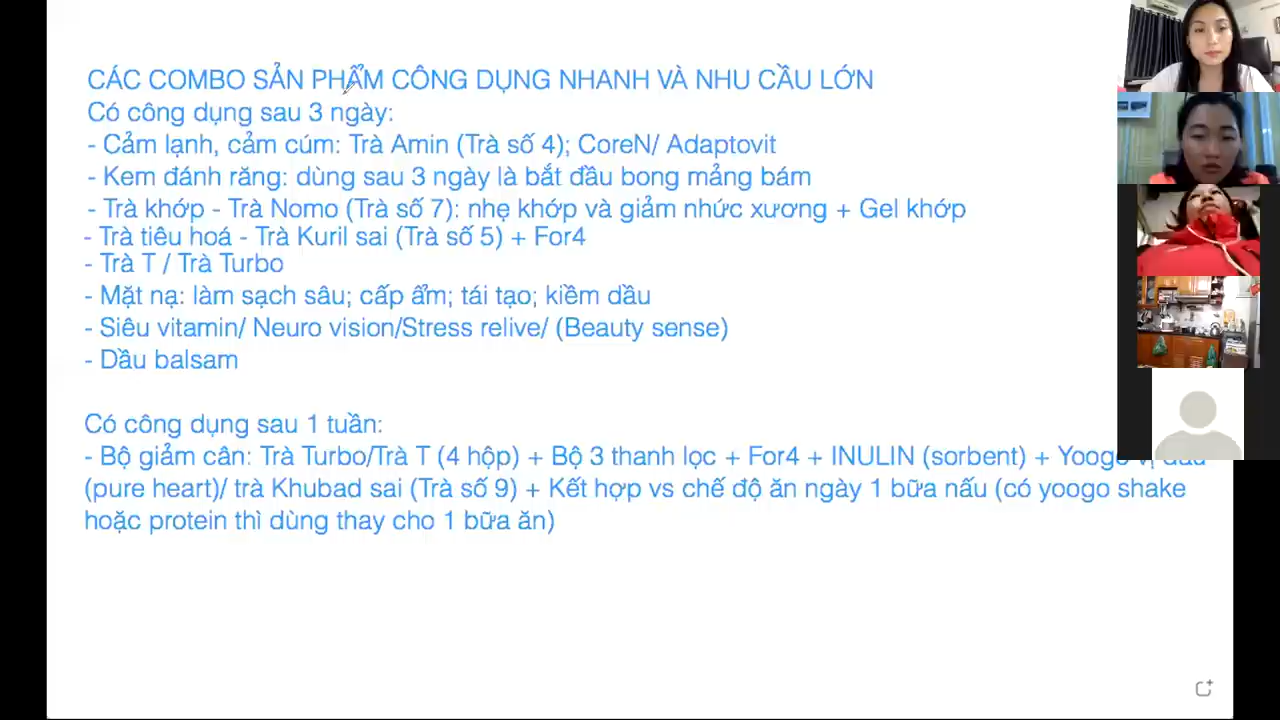 CÁC COMBO SẢN PHẨM CÔNG DỤNG NHANH VÀ NHU CẦU LỚN
Có công dụng sau 3 ngày:
- Cảm lạnh, cảm cúm: Trà Amin (Trà số 4); CoreN/ Adaptovit
- Kem đánh răng: dùng sau 3 ngày là bắt đầu bong mảng bám
- Trà khớp - Trà Nomo (Trà số 7): nhẹ khớp và giảm nhức xương + Gel khớp
- Trà tiêu hoá - Trà Kuril sai (Trà số 5) + For4
- Trà T / Trà Turbo
- Mặt nạ: làm sạch sâu; cấp ẩm; tái tạo; kiềm dầu
- Siêu vitamin/ Neuro vision/Stress relive/ (Beauty sense)
- Dầu balsam
Có công dụng sau 1 tuần:
- Bộ giảm cân: Trà Turbo/Trà T (4 hộp) + Bộ 3 thanh lọc + For4 + INULIN (sorbent) + Yoogo
(pure heart)/ trà Khubad sai (Trà số 9) + Kết hợp vs chế độ ăn ngày 1 bữa nấu (có yoogo shake
hoặc protein thì dùng thay cho 1 bữa ăn)